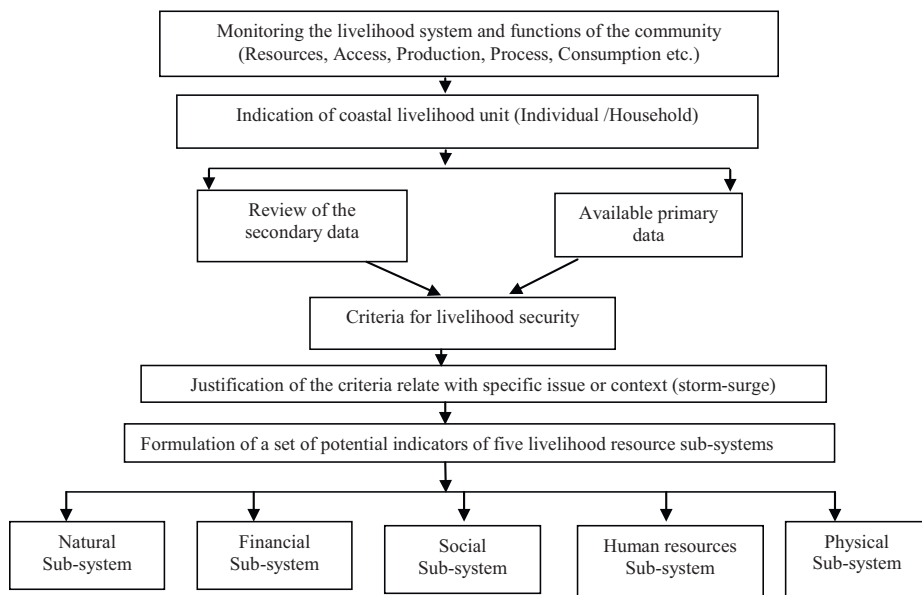 Monitoring the livelihood system and functions of the community
(Resources, Access, Production, Process, Consumption etc.)
Indication of coastal livelihood unit (Individual /Household)
Review of the
secondary data
Available primary
data
Criteria for livelihood security
Justification of the criteria relate with specific issue or context (storm-surge)
Formulation of a set of potential indicators of five livelihood resource sub-systems
Natural
Sub-system
Financial
Sub-system
Social
Sub-system
Human resources
Sub-system
Physical
Sub-system